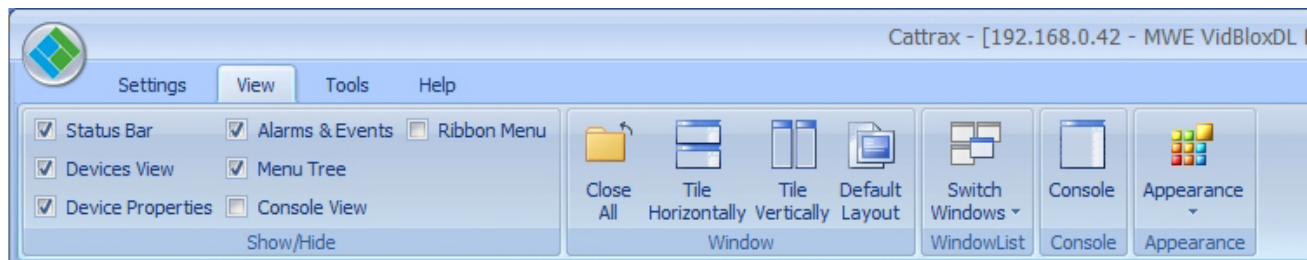 Cattrax - [192.168.0.42 - MWE VidBloxDL
Settings View Tools Help
Status Bar Alarms & Events Ribbon Menu
Devices View Menu Tree
Device Properties Console View
Close All Tile Horizontally Tile Vertically Default Layout Switch Windows Console Appearance
Show/Hide Window WindowList Console Appearance